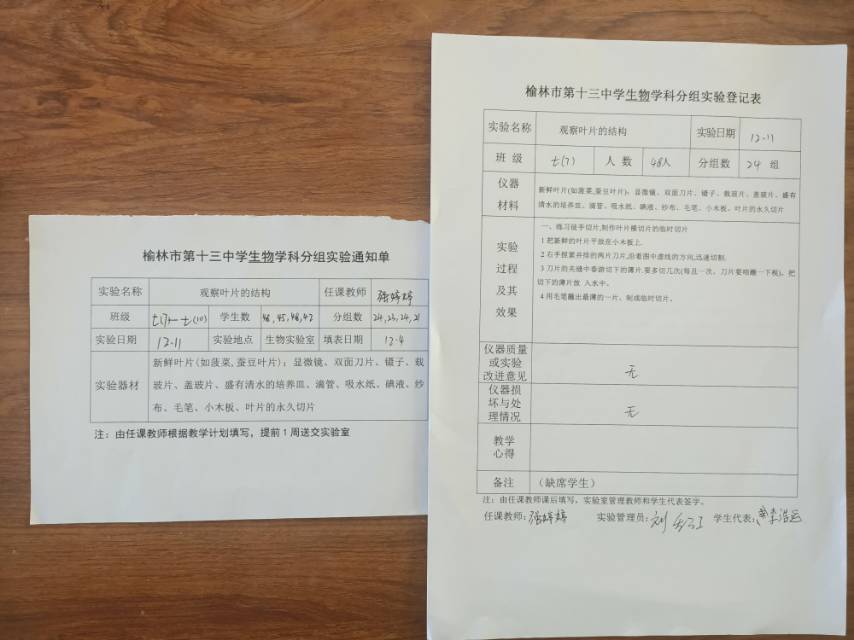 榆林市第十三中学生物学科分组实验通知单
实验名称 观察叶片的结构 任课教师 张婷婷
班级 七(7)—七(10) 学生数 48,45,48,42 分组数 24,23,24,21
实验日期 12.11 实验地点 生物实验室 填表日期 12.4
实验器材
新鲜叶片(如菠菜,蚕豆叶片);显微镜、双面刀片、镊子、载
玻片、盖玻片、盛有清水的培养皿、滴管、吸水纸、碘液、纱
布、毛笔、小木板、叶片的永久切片
注：由任课教师根据教学计划填写，提前1周送交实验室
榆林市第十三中学生物学科分组实验登记表
实验名称 观察叶片的结构 实验日期 12.11
班 级 七(7) 人 数 48人 分组数 24 组
仪器
材料
新鲜叶片(如菠菜,蚕豆叶片);显微镜、双面刀片、镊子、载玻片、盖玻片、盛有
清水的培养皿、滴管、吸水纸、碘液、纱布、毛笔、小木板、叶片的永久切片
实验
过程
及其
效果
一、练习徒手切片,制作叶片横切片的临时切片
1 把新鲜的叶片平放在小木板上.
2 右手捏紧并排的两片刀片,沿着图中虚线的方向,迅速切割.
3 刀片的夹缝中存有切下的薄片.要多切几次(每且一次，刀片要蘸蘸一下水)，把
切下的薄片放 入水中。
4 用毛笔蘸出最薄的一片，制成临时切片。
仪器质量
或实验
改进意见
无
仪器损
坏与处
理情况
无
教学
心得
备注 （缺席学生）
注：由任课教师课后填写，实验室管理教师和学生代表签字。
任课教师:张婷婷 实验管理员:刘 学生代表:李浩